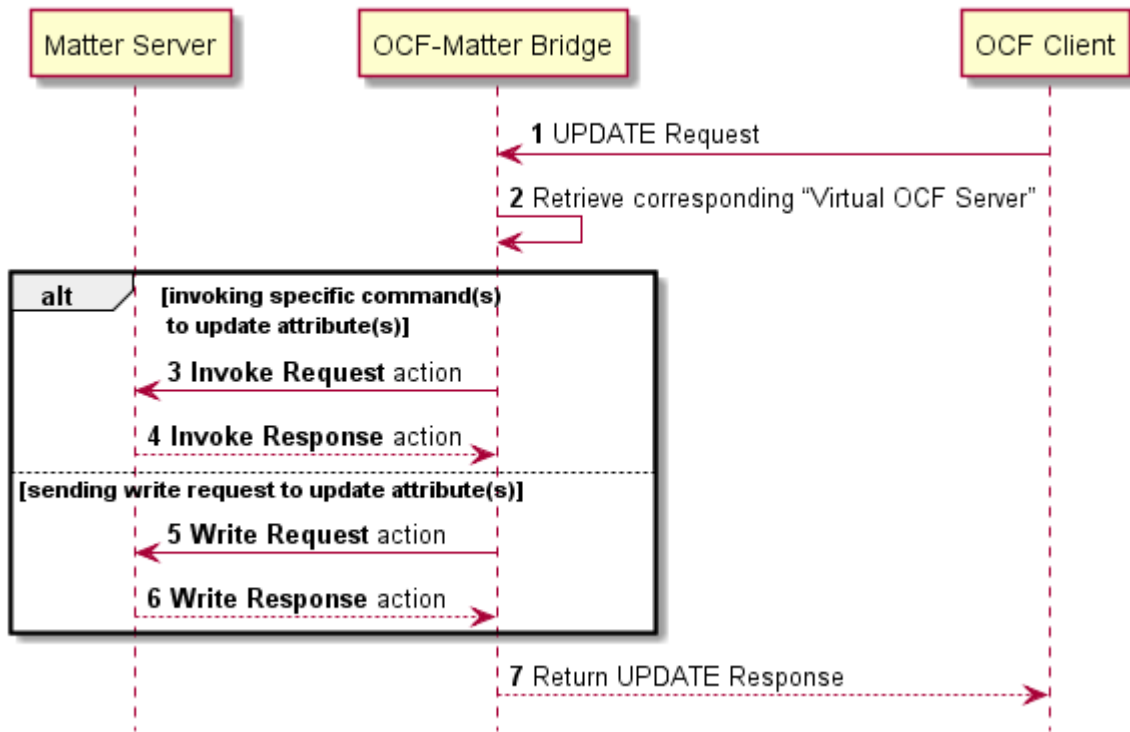 Matter Server
OCF-Matter Bridge
OCF Client
1 UPDATE Request
2 Retrieve corresponding “Virtual OCF Server”
alt
[invoking specific command(s)
to update attribute(s)]
3 Invoke Request action
4 Invoke Response action
[sending write request to update attribute(s)]
5 Write Request action
6 Write Response action
7 Return UPDATE Response